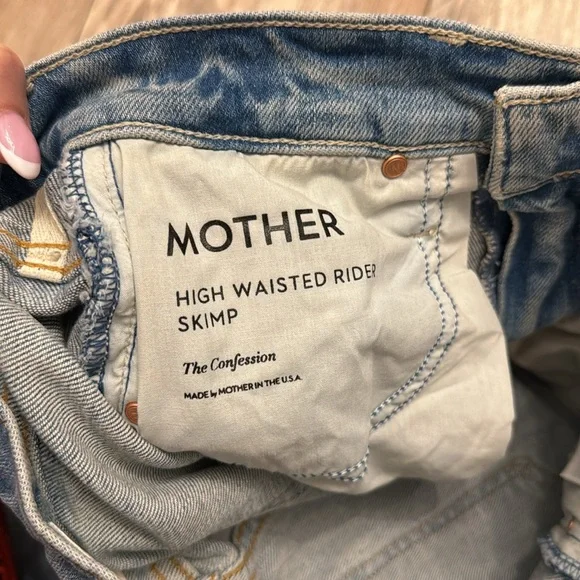 MOTHER
HIGH WAISTED RIDER
SKIMP
The Confession
MADE by MOTHER IN THE U.S.A.